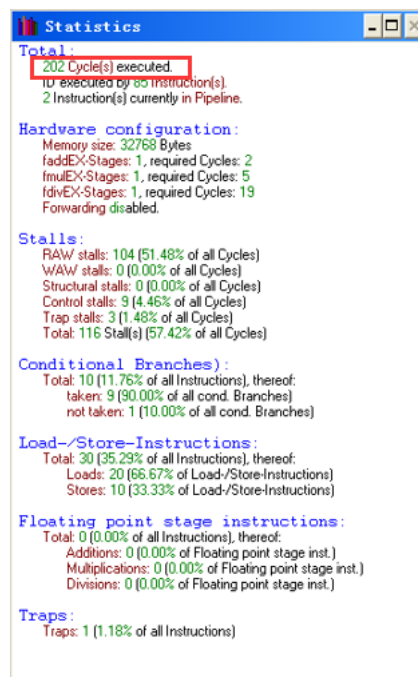 Statistics
Total:
202 Cycle(s) executed.
ID executed by 85 Instruction(s).
2 Instruction(s) currently in Pipeline.
Hardware configuration:
Memory size: 32768 Bytes
faddEX-Stages: 1, required Cycles: 2
fmulEX-Stages: 1, required Cycles: 5
fdivEX-Stages: 1, required Cycles: 19
Forwarding disabled.
Stalls:
RAW stalls: 104 (51.48% of all Cycles)
WAW stalls: 0 (0.00% of all Cycles)
Structural stalls: 0 (0.00% of all Cycles)
Control stalls: 9 (4.46% of all Cycles)
Trap stalls: 3 (1.48% of all Cycles)
Total: 116 Stall(s) (57.42% of all Cycles)
Conditional Branches):
Total: 10 (11.76% of all Instructions), thereof:
taken: 9 (90.00% of all cond. Branches)
not taken: 1 (10.00% of all cond. Branches)
Load-/Store-Instructions:
Total: 30 (35.29% of all Instructions), thereof:
Loads: 20 (66.67% of Load-/Store-Instructions)
Stores: 10 (33.33% of Load-/Store-Instructions)
Floating point stage instructions:
Total: 0 (0.00% of all Instructions), thereof:
Additions: 0 (0.00% of Floating point stage inst.)
Multiplications: 0 (0.00% of Floating point stage inst.)
Divisions: 0 (0.00% of Floating point stage inst.)
Traps:
Traps: 1 (1.18% of all Instructions)